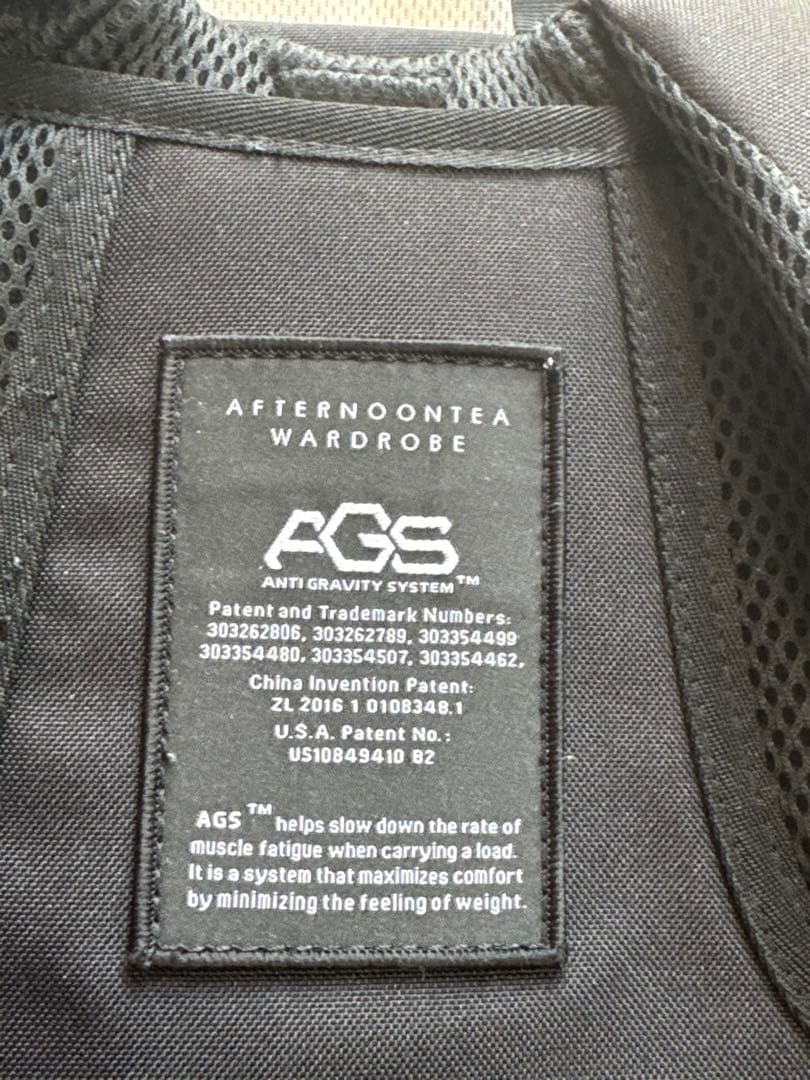 AFTERNOONTEA
WARDROBE
AGS
ANTI GRAVITY SYSTEM™
Patent and Trademark Numbers:
303262806, 303262789, 303354499
303354480, 303354507, 303354462,
China Invention Patent:
ZL 2016 1 0108348.1
U.S.A. Patent No.:
US10849410 B2
AGS™ helps slow down the rate of
muscle fatigue when carrying a load.
It is a system that maximizes comfort
by minimizing the feeling of weight.